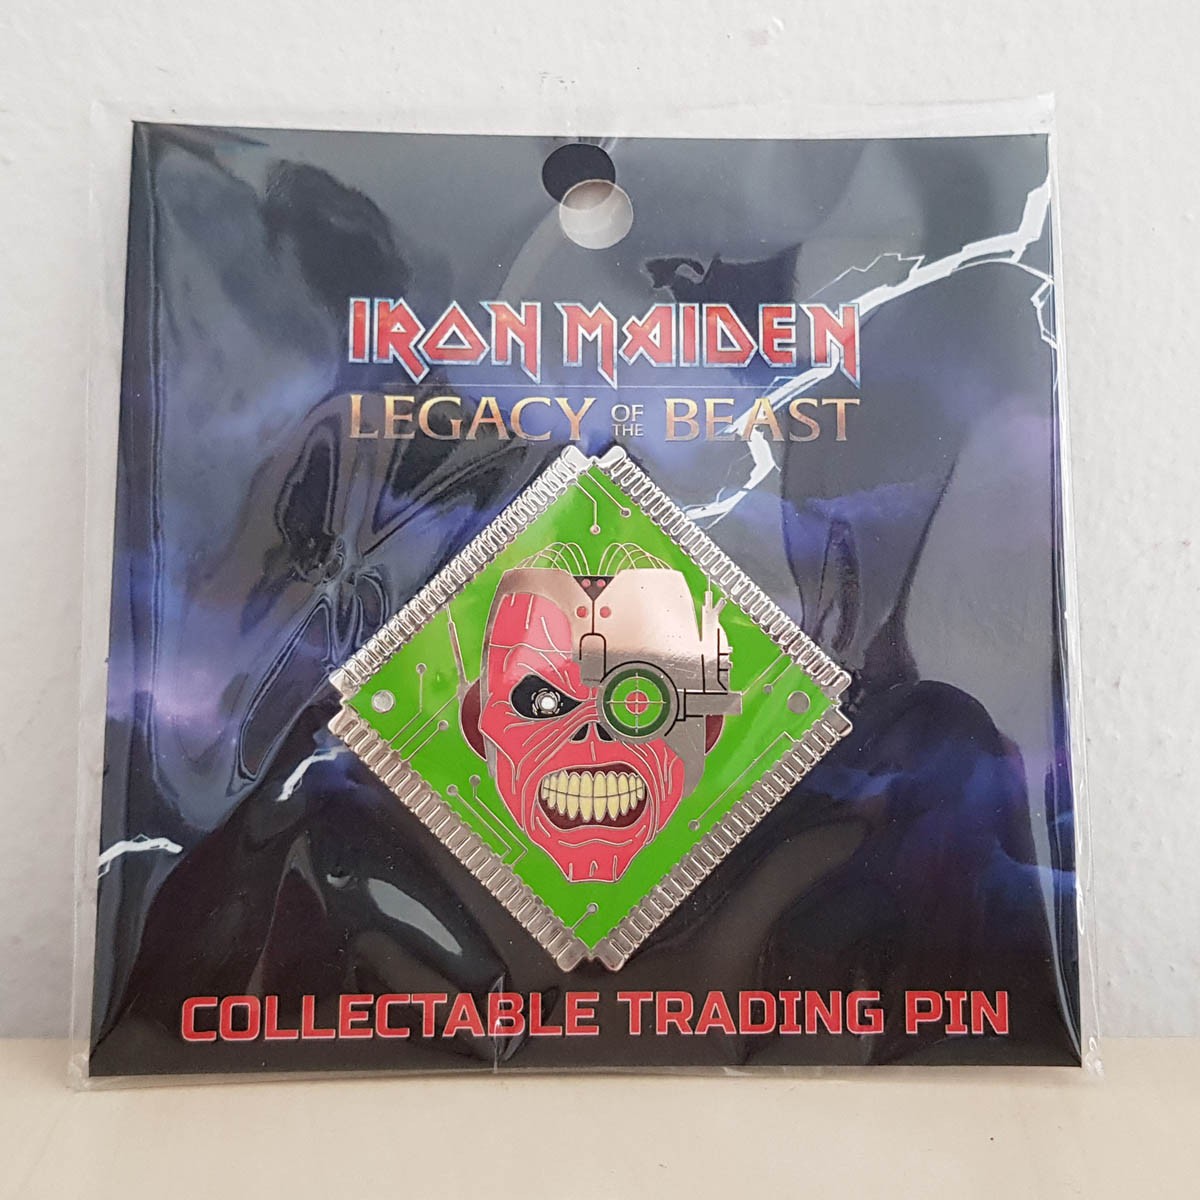 IRON MAIDEN
LEGACY OF THE BEAST
COLLECTABLE TRADING PIN